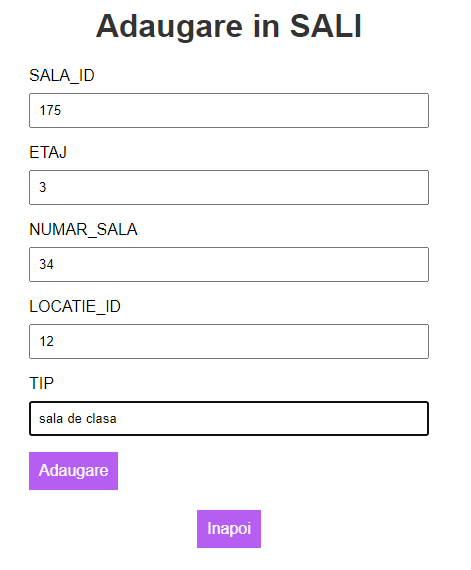 Adaugare in SALI
SALA_ID
175
ETAJ
3
NUMAR_SALA
34
LOCATIE_ID
12
TIP
sala de clasa
Adaugare
Inapoi